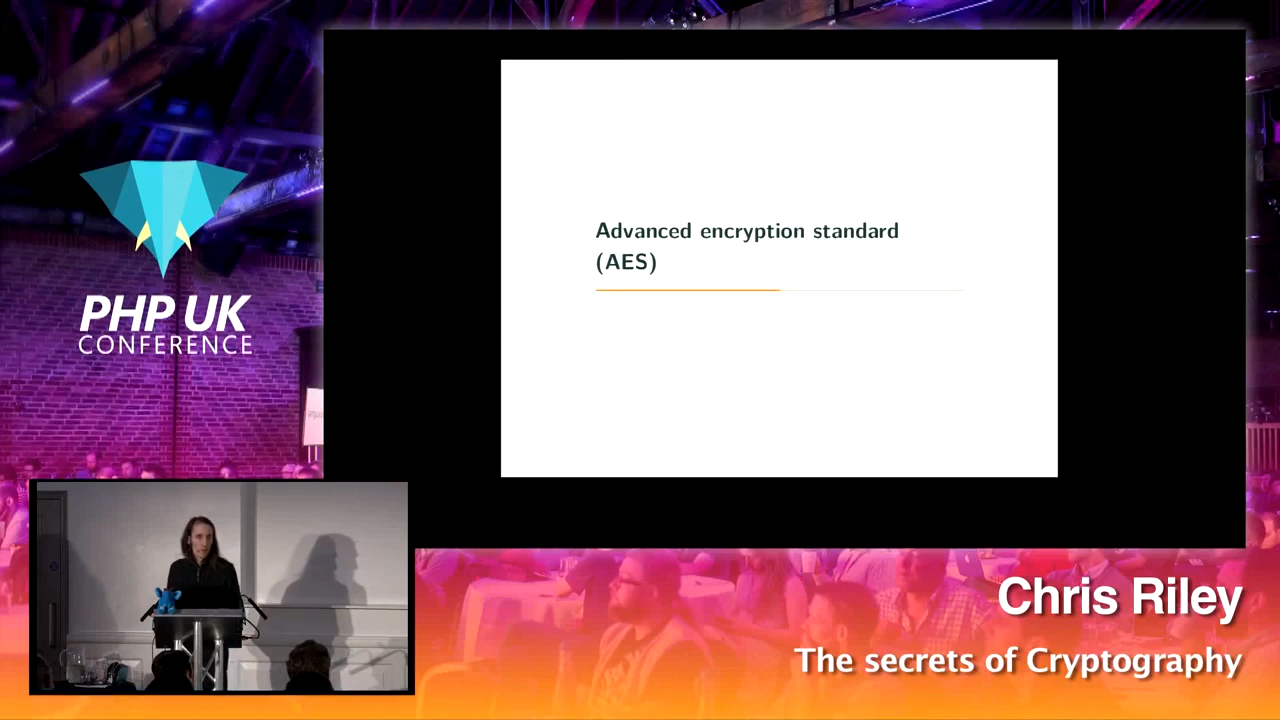 Advanced encryption standard
(AES)
PHP UK
CONFERENCE
Chris Riley
The secrets of Cryptography